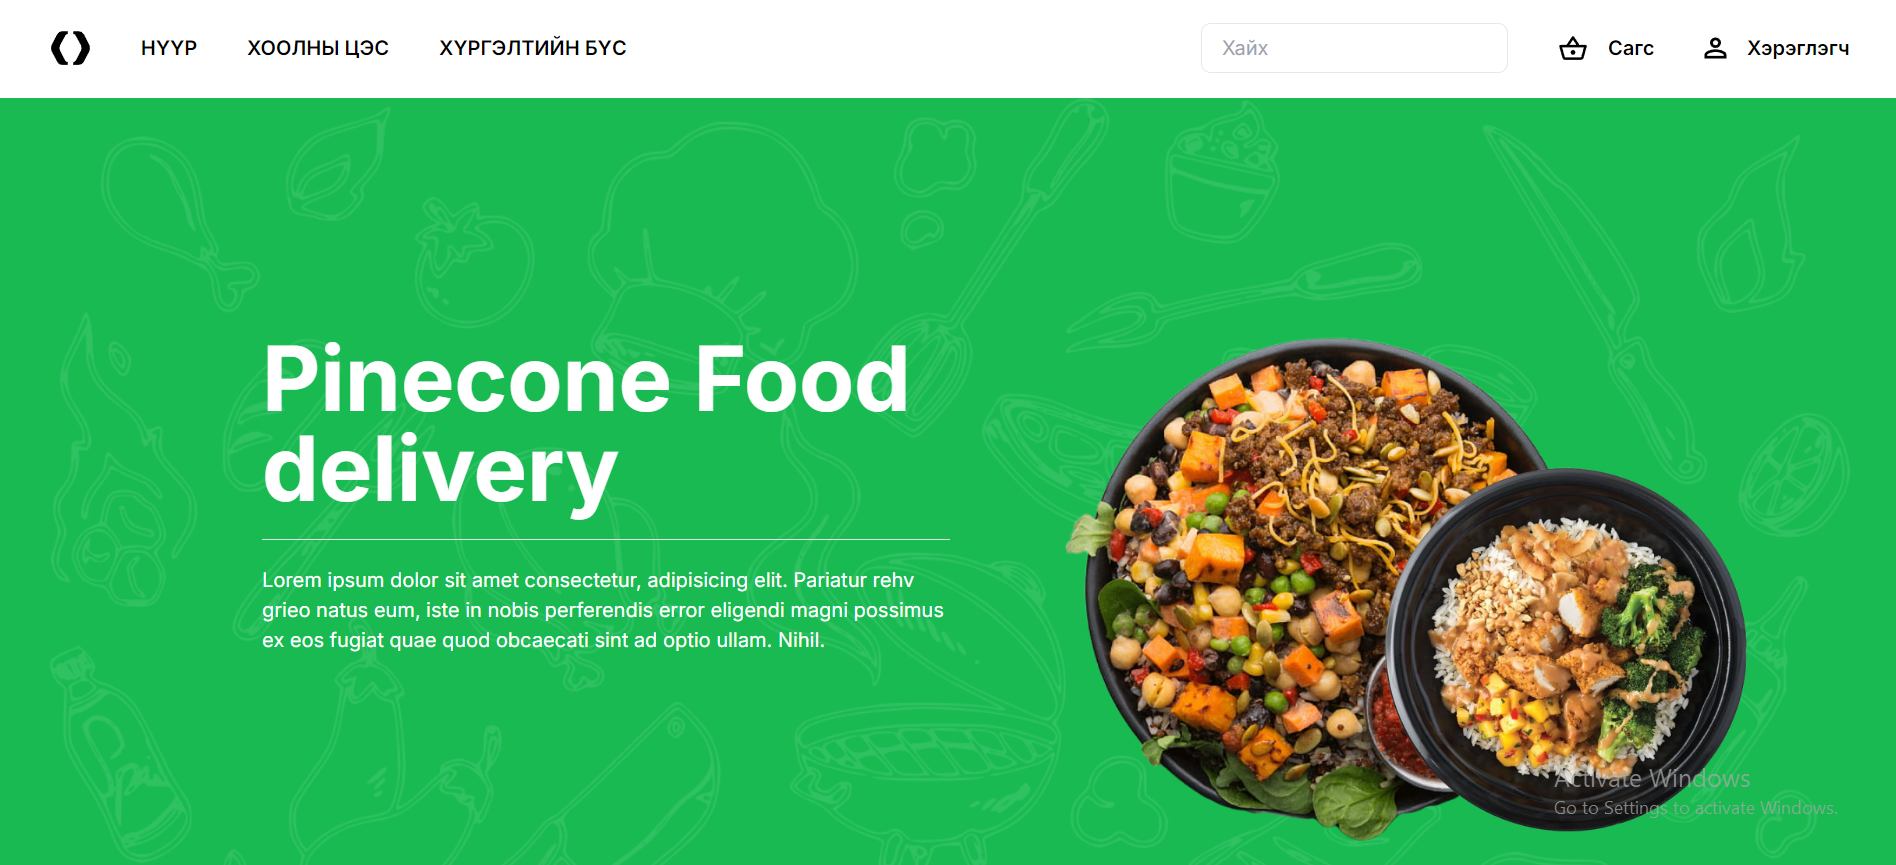 НҮҮР
ХООЛНЫ ЦЭС
ХҮРГЭЛТИЙН БҮС
Хайх
Сагс
Хэрэглэгч
Pinecone Food
delivery
Lorem ipsum dolor sit amet consectetur, adipisicing elit. Pariatur rehv
grieo natus eum, iste in nobis perferendis error eligendi magni possimus
ex eos fugiat quae quod obcaecati sint ad optio ullam. Nihil.
Activate Windows
Go to Settings to activate Windows.